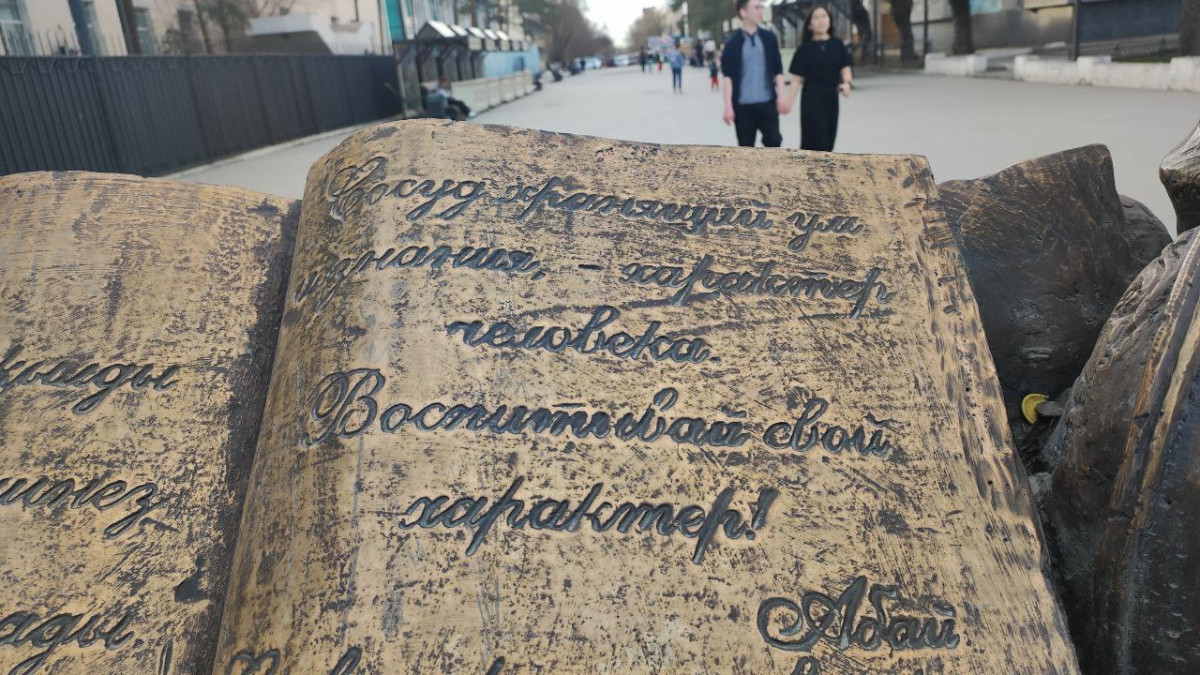 Сосуд хранящий ум
и знания, - характер
человека.
Воспитывай свой
характер!
Абай